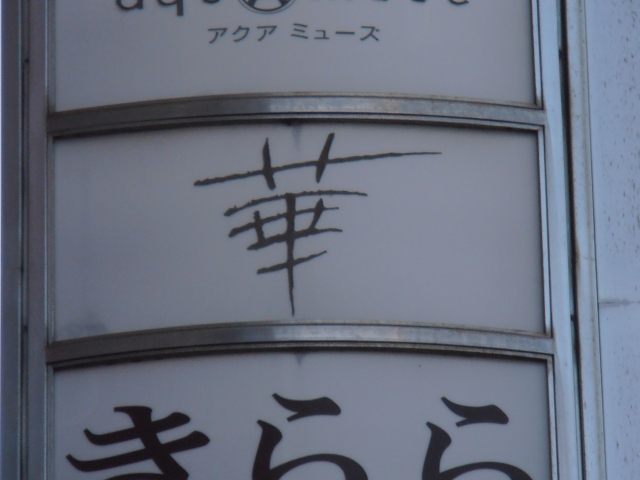 アクア ミューズ
華
きらら